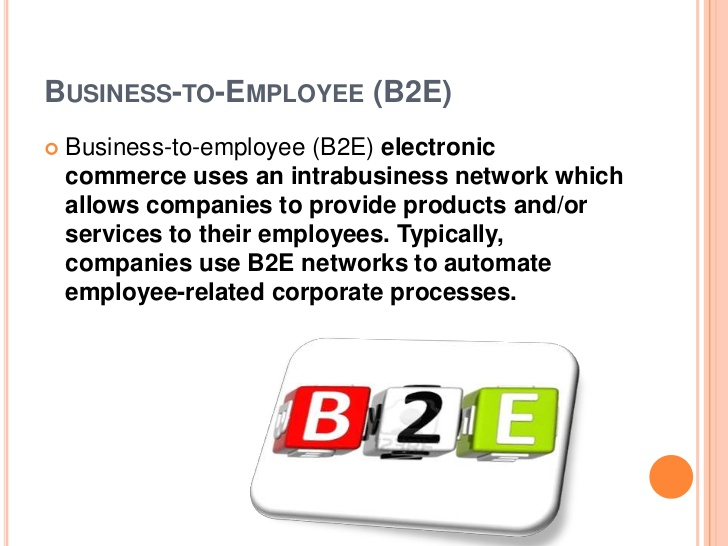 BUSINESS-TO-EMPLOYEE (B2E)
Business-to-employee (B2E) electronic
commerce uses an intrabusiness network which
allows companies to provide products and/or
services to their employees. Typically,
companies use B2E networks to automate
employee-related corporate processes.
B 2 E